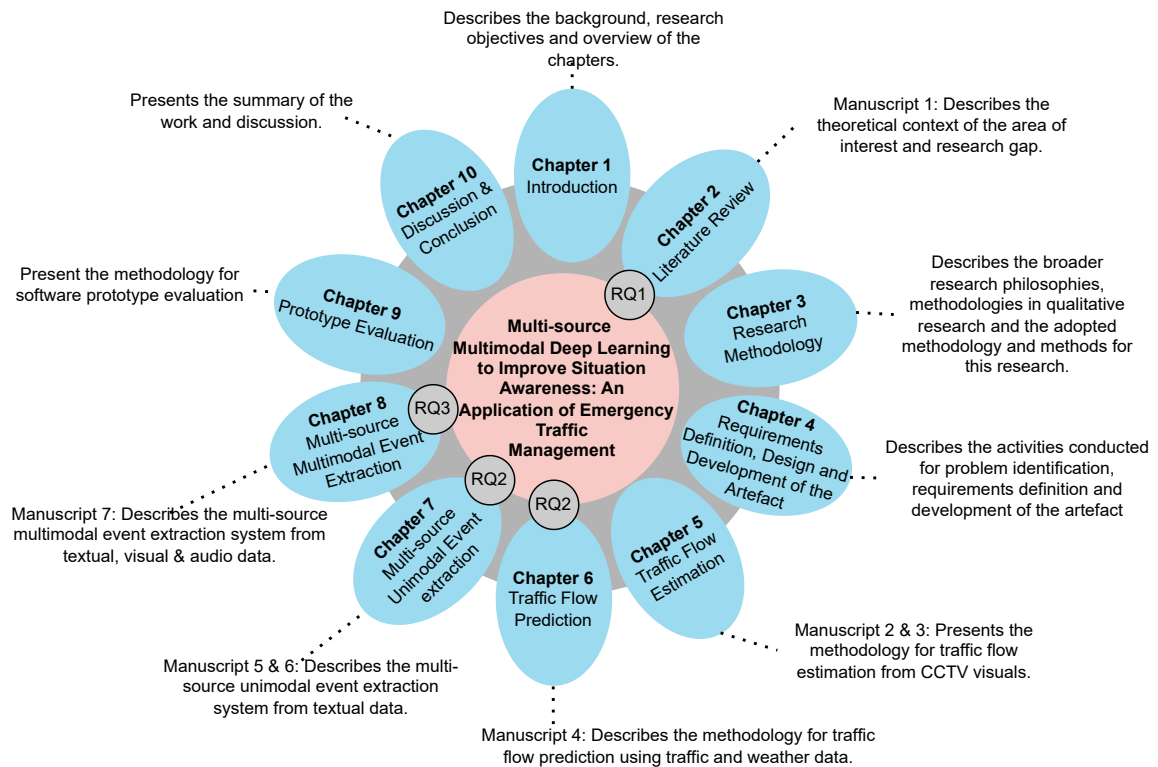 Describes the background, research
objectives and overview of the
chapters.
Chapter 1
Introduction
Manuscript 1: Describes the
theoretical context of the area of
interest and research gap.
Chapter 2
Literature Review
RQ1
Describes the broader
research philosophies,
methodologies in qualitative
research and the adopted
methodology and methods for
this research.
Chapter 3
Research
Methodology
Describes the activities conducted
for problem identification,
requirements definition and
development of the artefact
Chapter 4
Requirements
Definition, Design and
Development of the
Artefact
Manuscript 2 & 3: Presents the
methodology for traffic flow
estimation from CCTV visuals.
Chapter 5
Traffic Flow
Estimation
Manuscript 4: Describes the methodology for traffic
flow prediction using traffic and weather data.
Chapter 6
Traffic Flow
Prediction
RQ2
Manuscript 5 & 6: Describes the multi-
source unimodal event extraction
system from textual data.
Chapter 7
Multi-source
Unimodal Event
extraction
RQ2
Manuscript 7: Describes the multi-source
multimodal event extraction system from
textual, visual & audio data.
Chapter 8
Multi-source
Multimodal Event
Extraction
RQ3
Present the methodology for
software prototype evaluation
Chapter 9
Prototype Evaluation
Presents the summary of the
work and discussion.
Chapter 10
Discussion &
Conclusion
Multi-source
Multimodal Deep Learning
to Improve Situation
Awareness: An
Application of Emergency
Traffic
Management